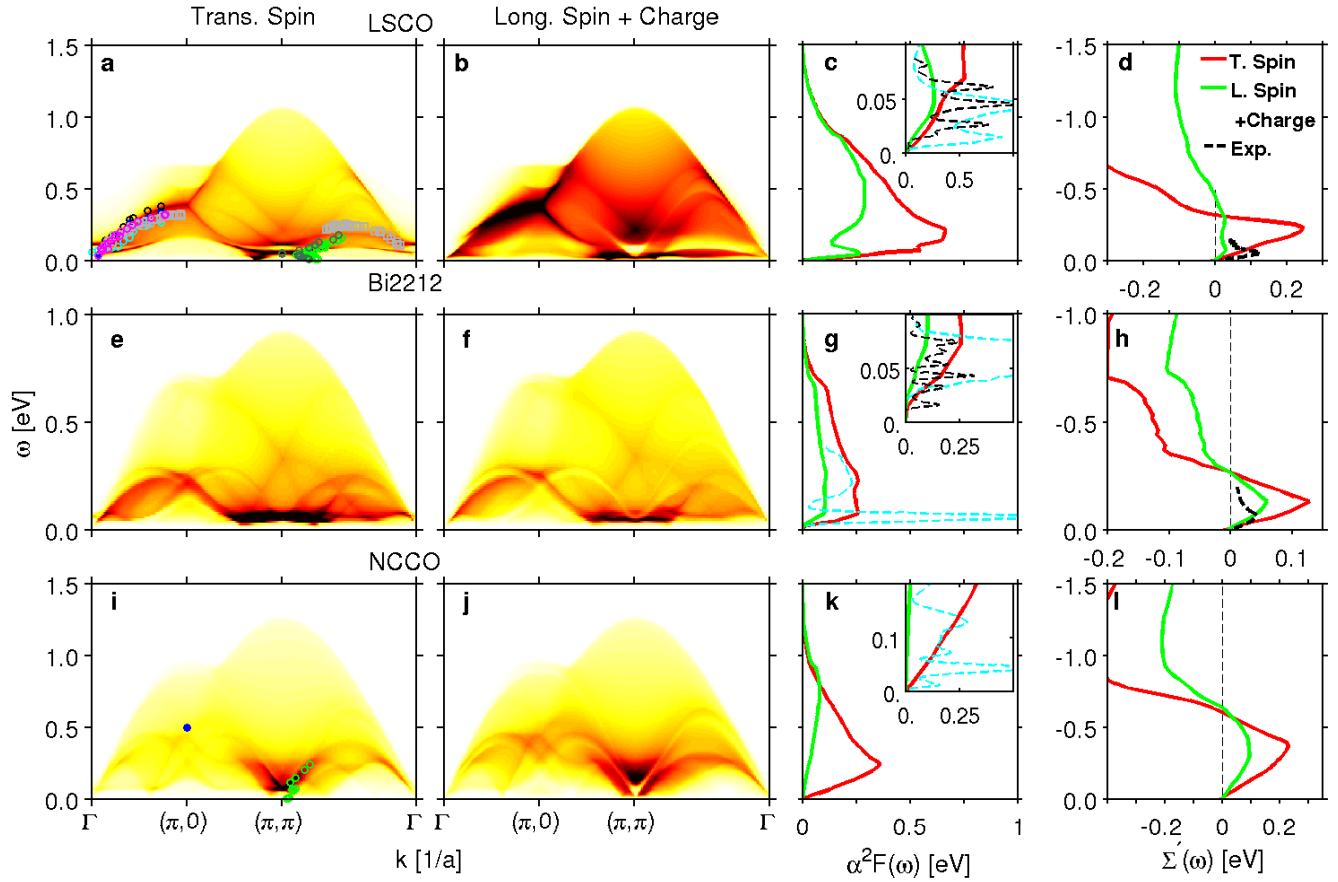 Trans. Spin
Long. Spin + Charge
LSCO
a
b
c
d
1.5
1.0
0.5
0.0
0.05
0.
0.
0.5
-1.5
-1.0
-0.5
0.0
-0.2
0
0.2
T. Spin
L. Spin
+Charge
Exp.
Bi2212
e
f
g
h
1.0
0.5
0.0
0.05
0.
0.
0.25
-1.0
-0.5
-0.0
-0.2
-0.1
0
0.1
NCCO
i
j
k
l
1.5
1.0
0.5
0.0
0.1
0.
0.
0.25
-1.5
-1.0
-0.5
-0.0
Γ
(π,0)
(π,π)
Γ
Γ
(π,0)
(π,π)
Γ
0
0.5
1
-0.2
0
0.2
ω [eV]
k [1/a]
α²F(ω) [eV]
Σ′(ω) [eV]